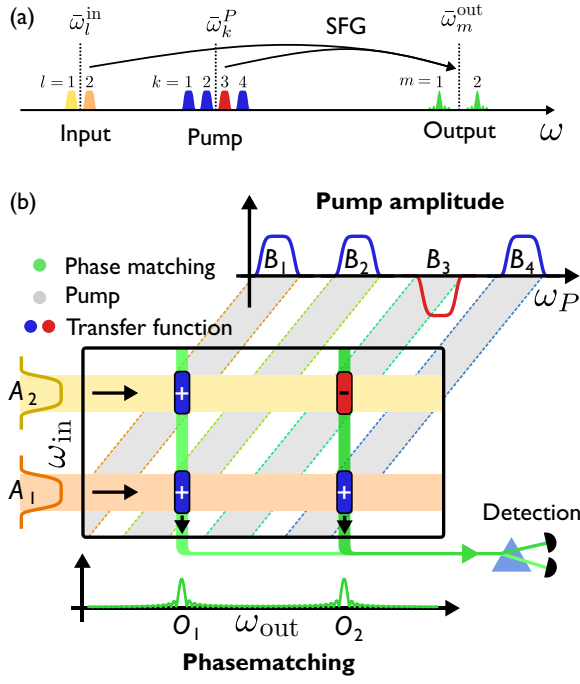 (a)
ω̄_l^in
ω̄_k^P
SFG
ω̄_m^out
l = 1 2
k = 1 2 3 4
m = 1 2
Input
Pump
Output
ω
(b)
Pump amplitude
Phase matching
Pump
Transfer function
B_1
B_2
B_3
B_4
ω_P
A_2
+
-
ω_in
A_1
+
+
Detection
O_1
ω_out
O_2
Phasematching